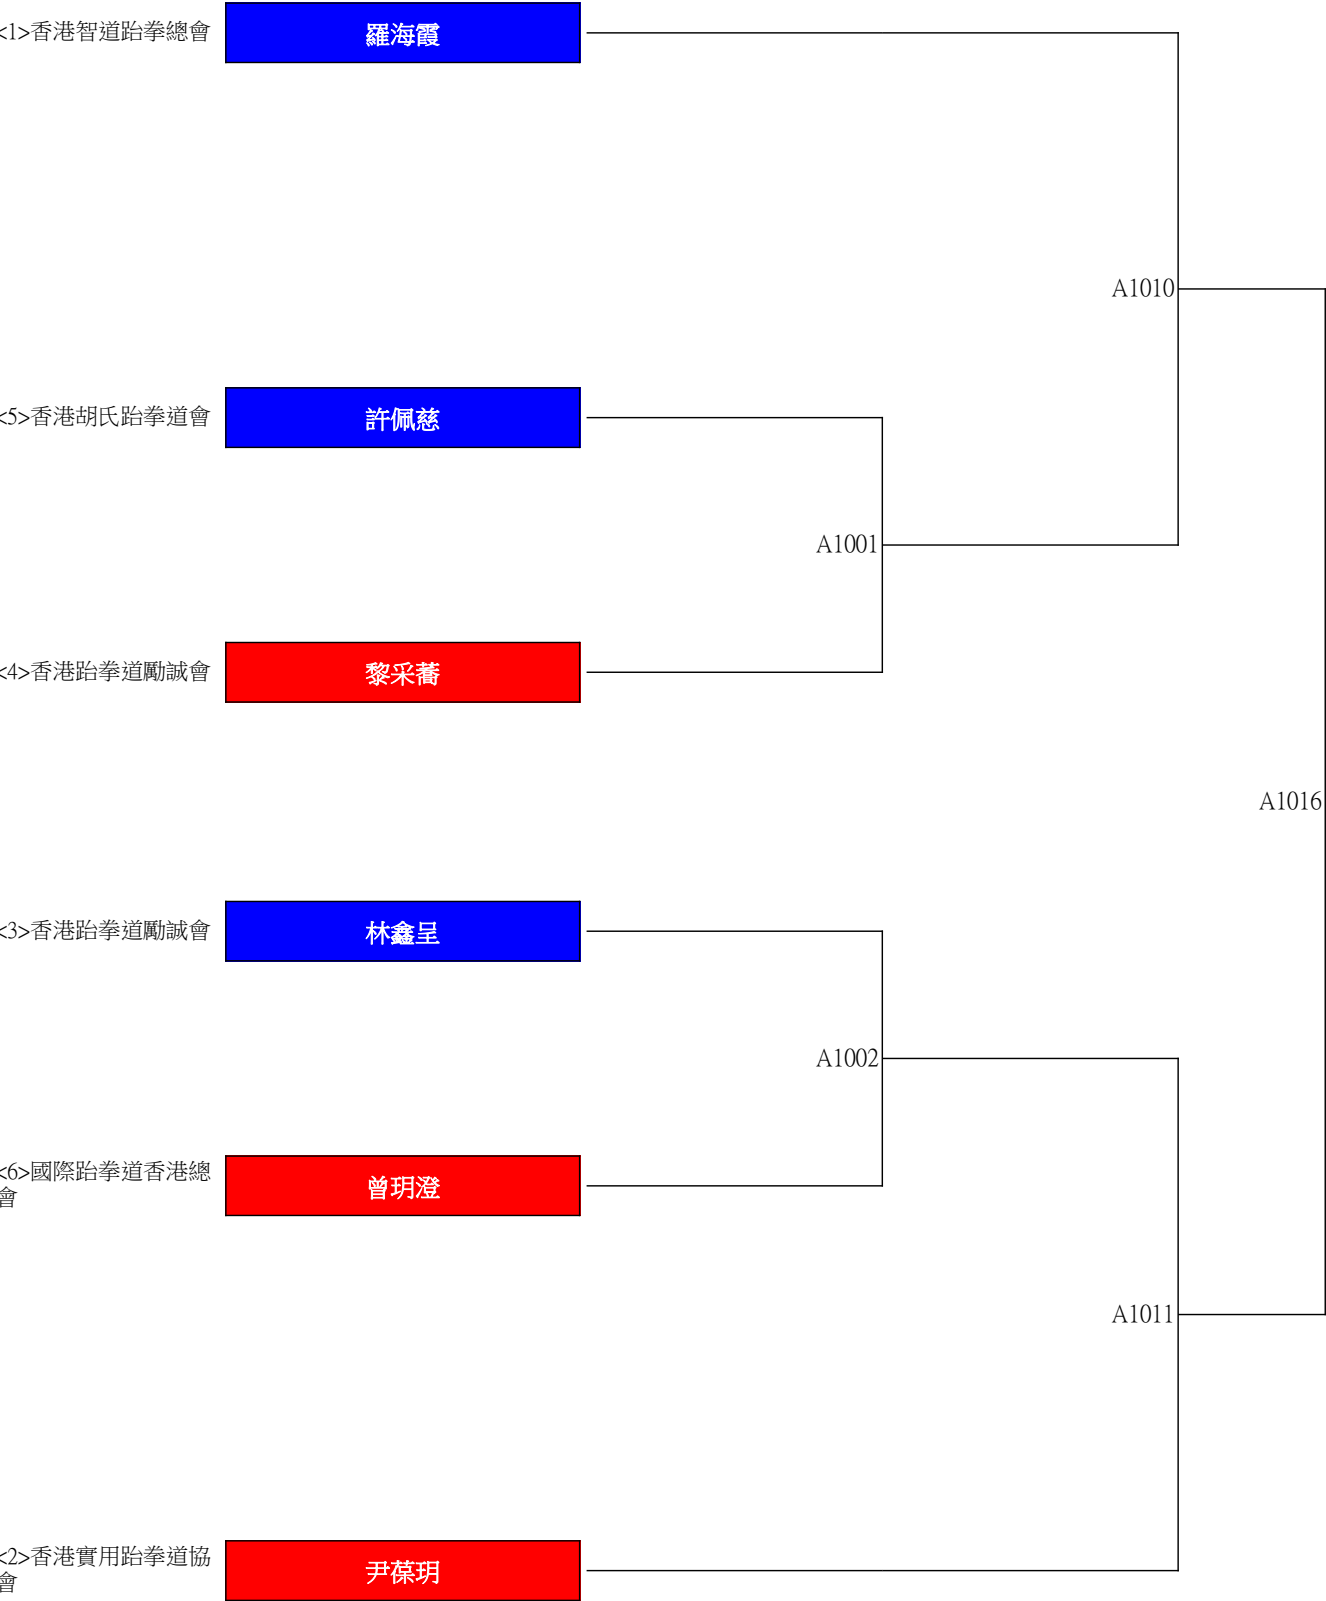 <1>香港智道跆拳總會
羅海霞
A1010
<5>香港胡氏跆拳道會
許佩慈
A1001
<4>香港跆拳道勵誠會
黎采蕎
A1016
<3>香港跆拳道勵誠會
林鑫呈
A1002
<6>國際跆拳道香港總
會
曾玥澄
A1011
<2>香港實用跆拳道協
會
尹葆玥